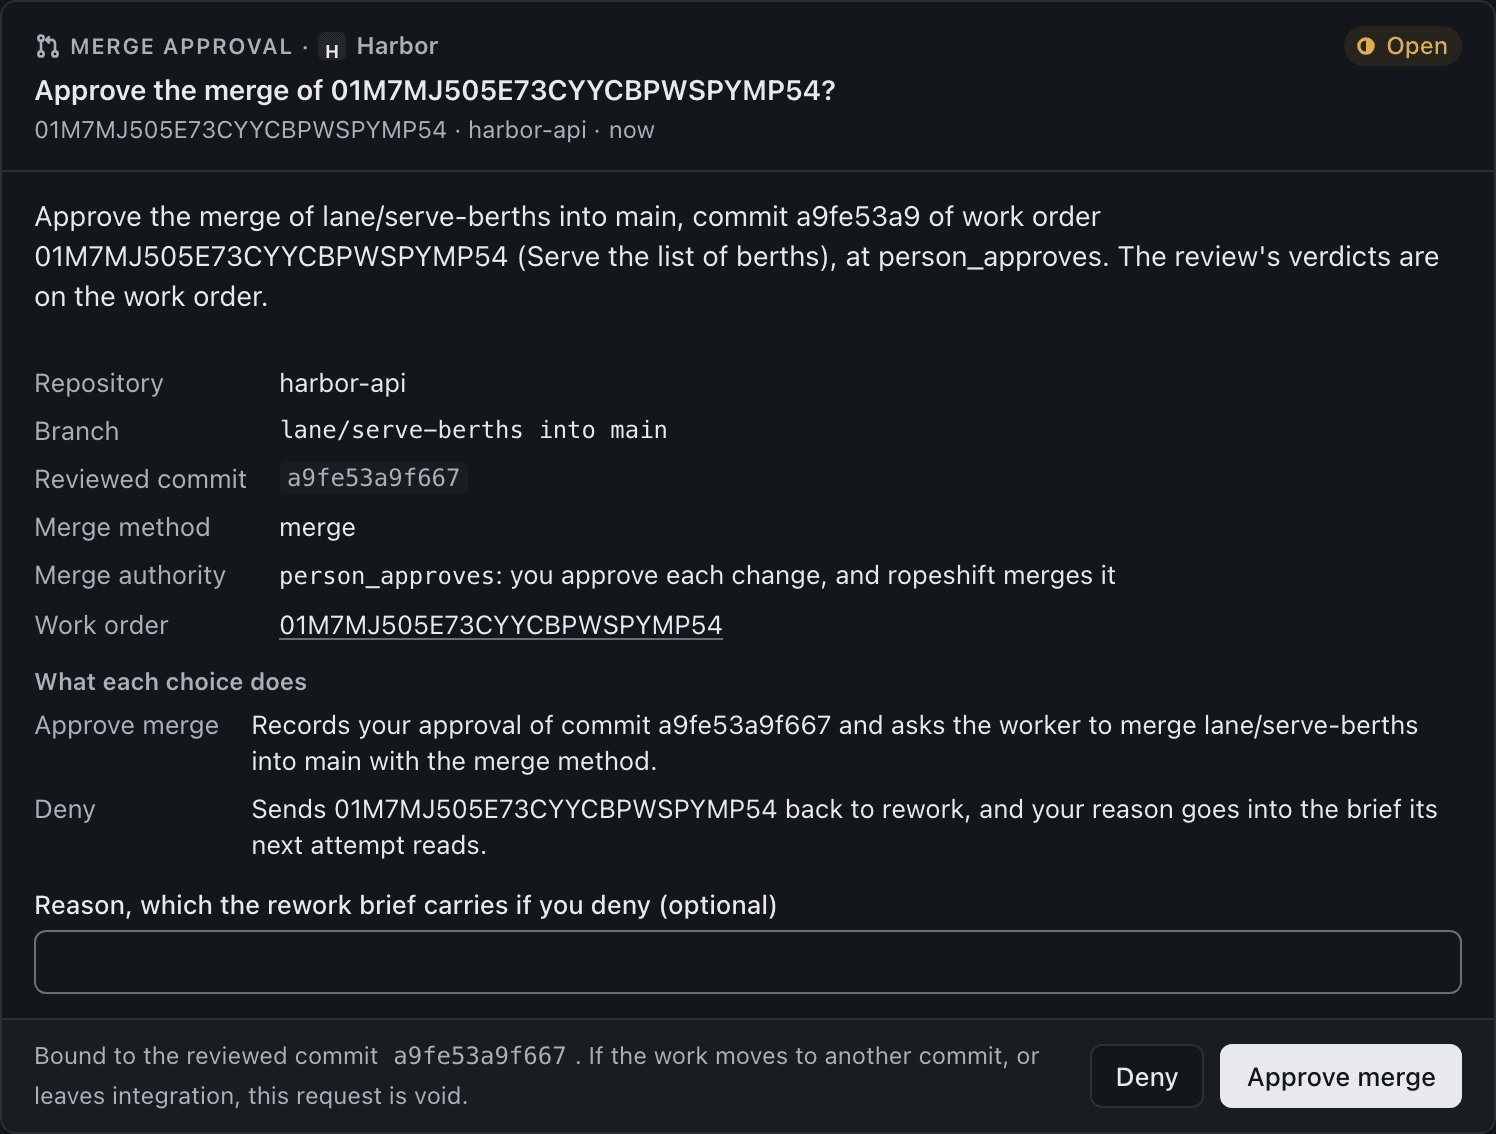 MERGE APPROVAL · H Harbor
Open
Approve the merge of 01M7MJ505E73CYYCBPWSPYMP54?
01M7MJ505E73CYYCBPWSPYMP54 · harbor-api · now
Approve the merge of lane/serve-berths into main, commit a9fe53a9 of work order
01M7MJ505E73CYYCBPWSPYMP54 (Serve the list of berths), at person_approves. The review's verdicts are
on the work order.
Repository harbor-api
Branch lane/serve-berths into main
Reviewed commit a9fe53a9f667
Merge method merge
Merge authority person_approves: you approve each change, and ropeshift merges it
Work order 01M7MJ505E73CYYCBPWSPYMP54
What each choice does
Approve merge Records your approval of commit a9fe53a9f667 and asks the worker to merge lane/serve-berths
into main with the merge method.
Deny Sends 01M7MJ505E73CYYCBPWSPYMP54 back to rework, and your reason goes into the brief its
next attempt reads.
Reason, which the rework brief carries if you deny (optional)
Bound to the reviewed commit a9fe53a9f667 . If the work moves to another commit, or
leaves integration, this request is void.
Deny
Approve merge